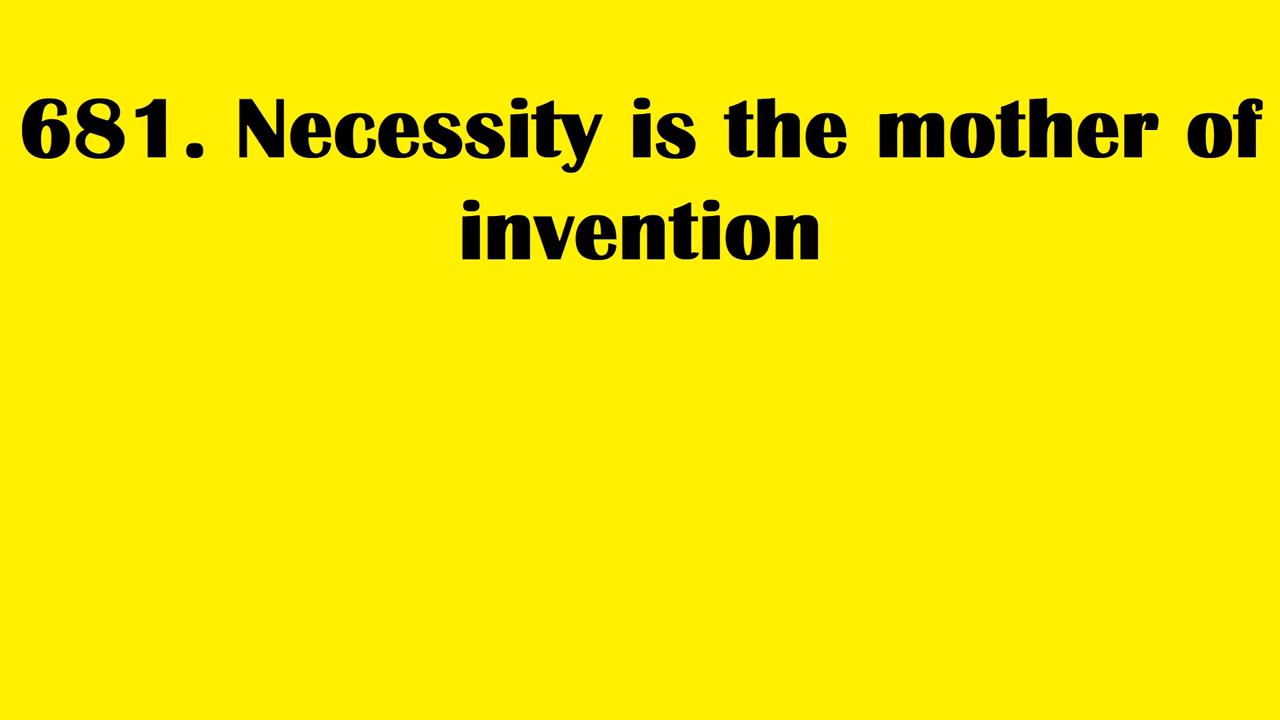 681. Necessity is the mother of
invention